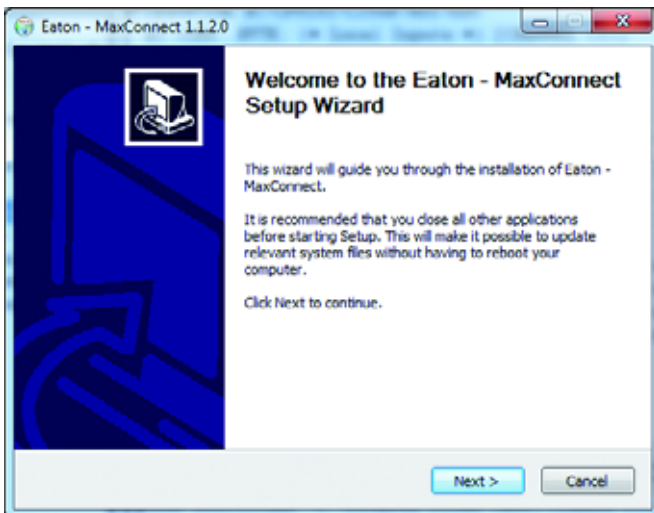 Eaton - MaxConnect 1.1.2.0
Welcome to the Eaton - MaxConnect
Setup Wizard
This wizard will guide you through the installation of Eaton -
MaxConnect.
It is recommended that you close all other applications
before starting Setup. This will make it possible to update
relevant system files without having to reboot your
computer.
Click Next to continue.
Next >
Cancel